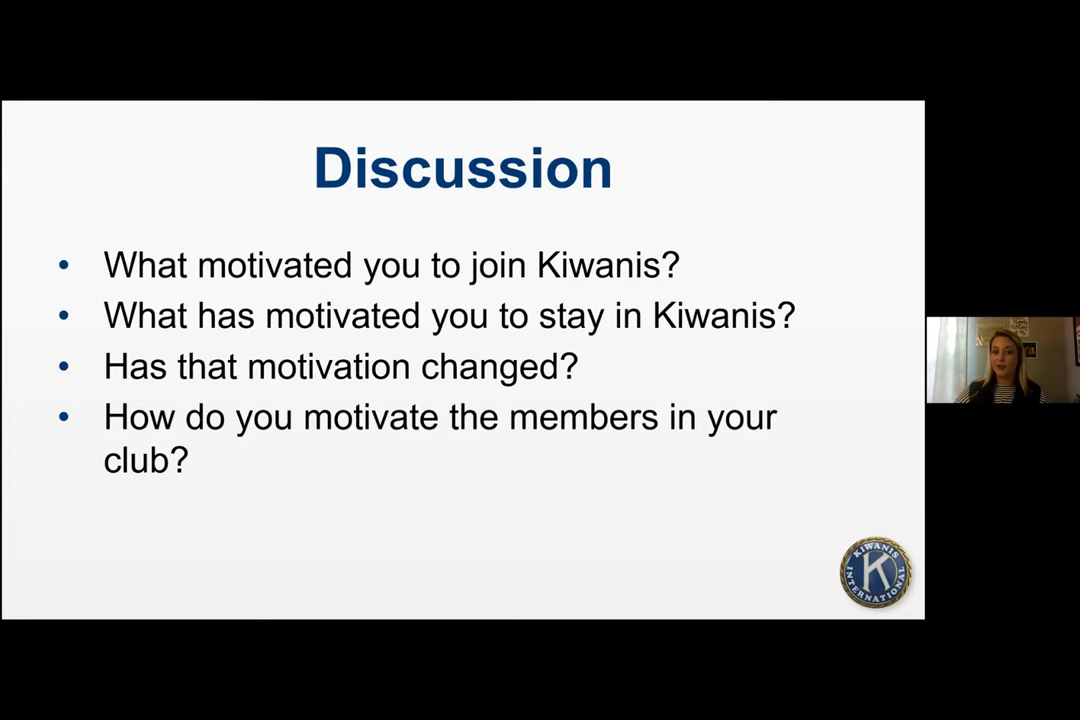 Discussion
• What motivated you to join Kiwanis?
• What has motivated you to stay in Kiwanis?
• Has that motivation changed?
• How do you motivate the members in your
club?
KIWANIS
K
INTERNATIONAL